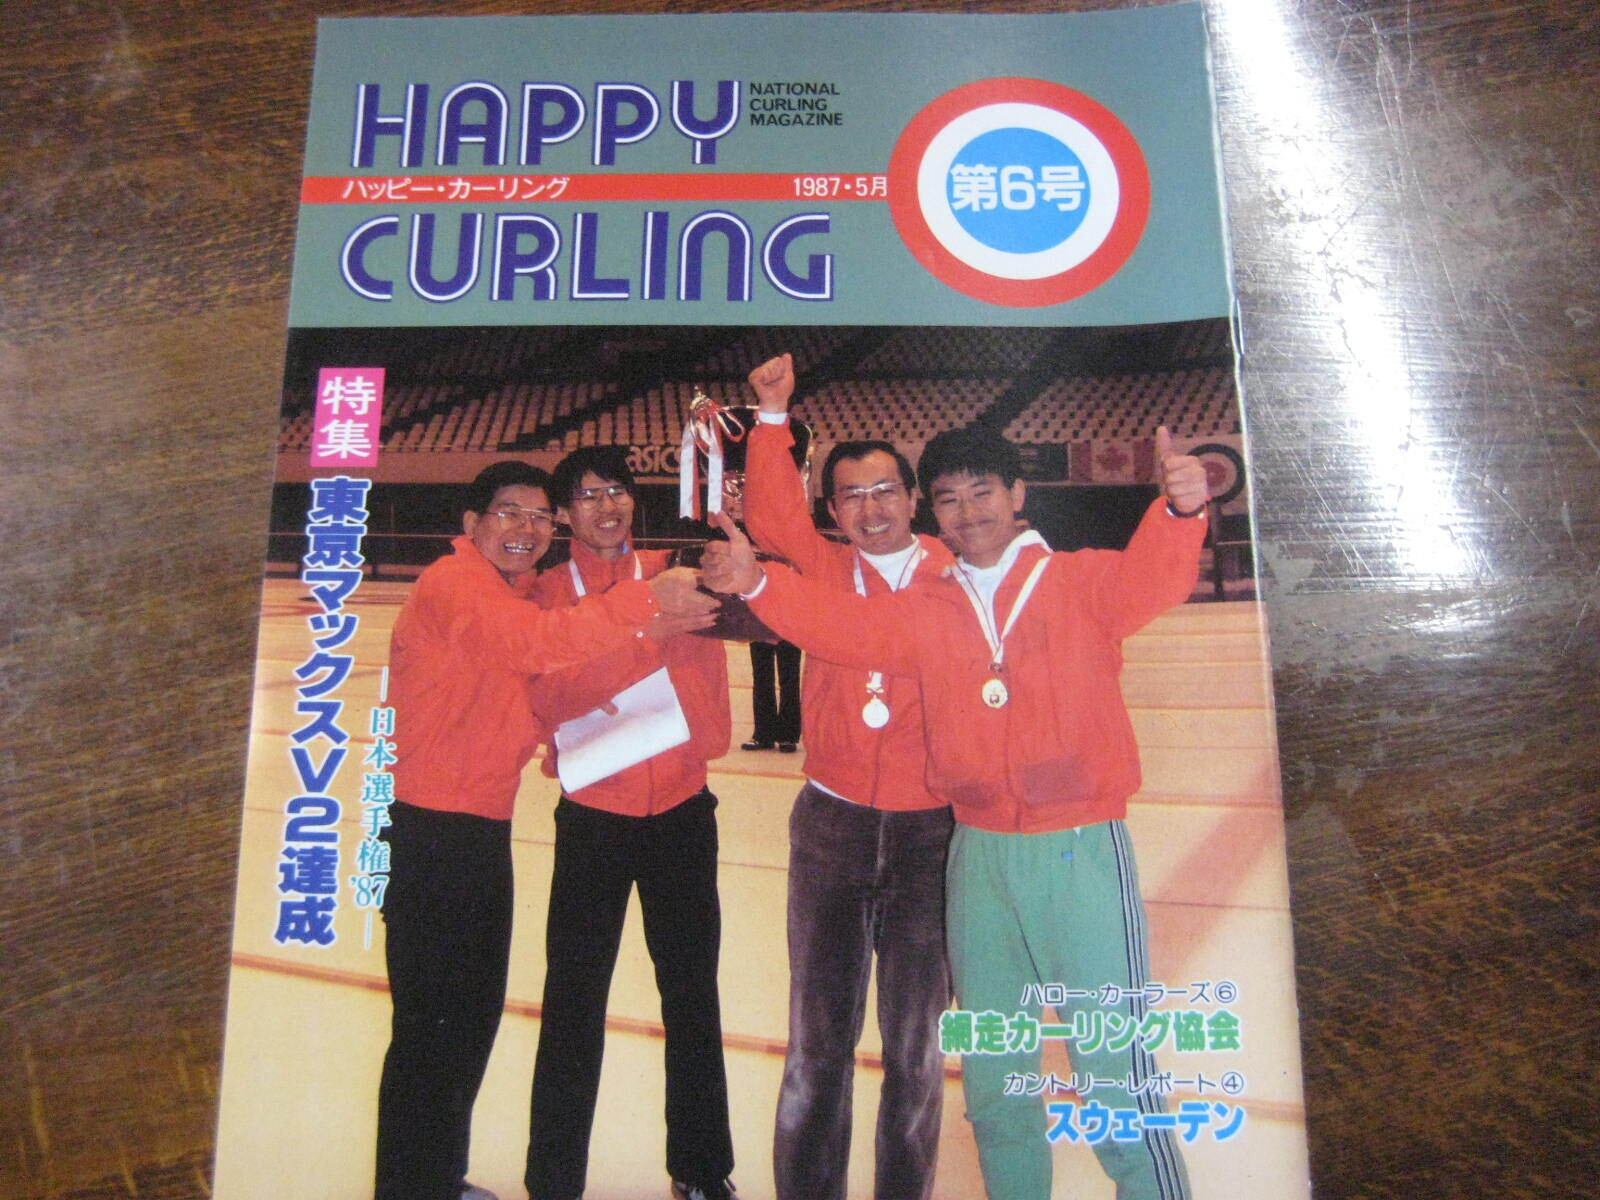 HAPPY
NATIONAL
CURLING
MAGAZINE
ハッピー・カーリング
1987・5月
CURLING
第6号
特集
東京マックスV2達成
―日本選手権'87―
asics
ハロー・カーラーズ⑥
網走カーリング協会
カントリー・レポート④
スウェーデン